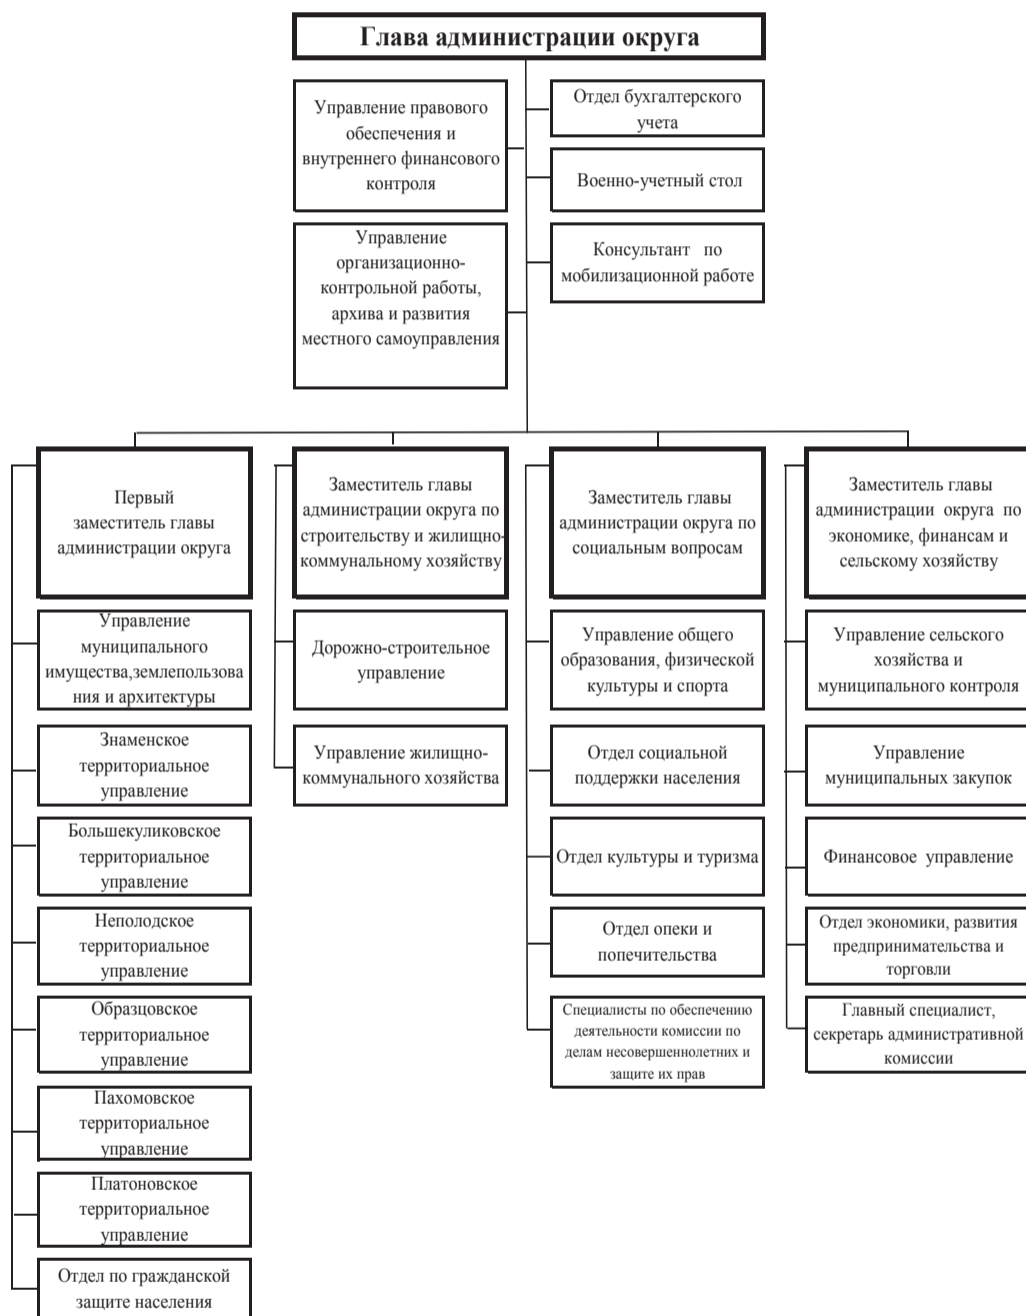 Глава администрации округа
Управление правового
обеспечения и
внутреннего финансового
контроля
Отдел бухгалтерского
учета
Военно-учетный стол
Управление
организационно-
контрольной работы,
архива и развития
местного самоуправления
Консультант по
мобилизационной работе
Первый
заместитель главы
администрации округа
Управление
муниципального
имущества,землепользова
ния и архитектуры
Знаменское
территориальное
управление
Большекуликовское
территориальное
управление
Неполодское
территориальное
управление
Образцовское
территориальное
управление
Пахомовское
территориальное
управление
Платоновское
территориальное
управление
Отдел по гражданской
защите населения
Заместитель главы
администрации округа по
строительству и жилищно-
коммунальному хозяйству
Дорожно-строительное
управление
Управление жилищно-
коммунального хозяйства
Заместитель главы
администрации округа по
социальным вопросам
Управление общего
образования, физической
культуры и спорта
Отдел социальной
поддержки населения
Отдел культуры и туризма
Отдел опеки и
попечительства
Специалисты по обеспечению
деятельности комиссии по
делам несовершеннолетних и
защите их прав
Заместитель главы
администрации округа по
экономике, финансам и
сельскому хозяйству
Управление сельского
хозяйства и
муниципального контроля
Управление
муниципальных закупок
Финансовое управление
Отдел экономики, развития
предпринимательства и
торговли
Главный специалист,
секретарь административной
комиссии